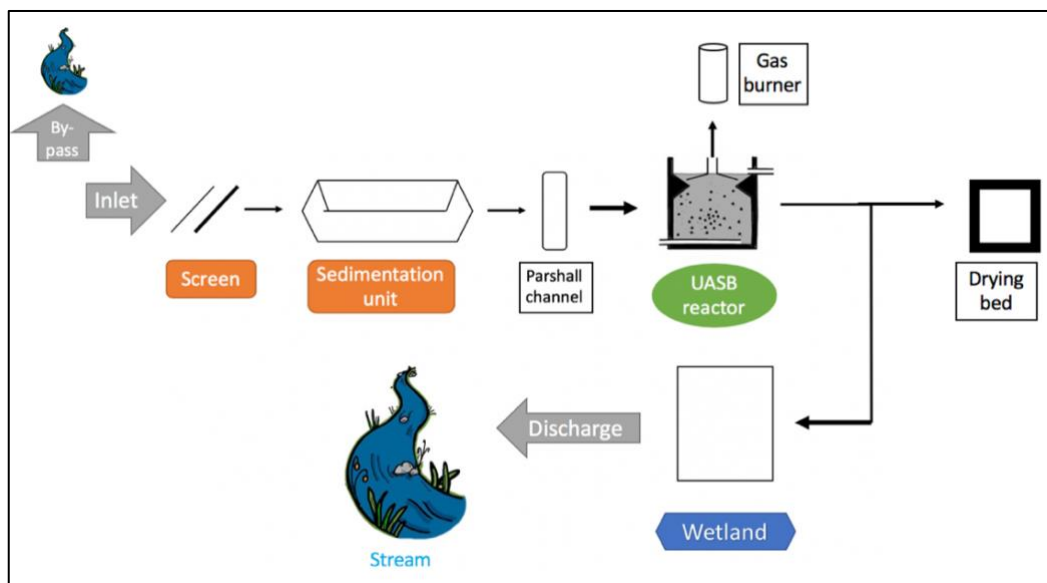 By-
pass
Inlet
Screen
Sedimentation
unit
Parshall
channel
Gas
burner
UASB
reactor
Drying
bed
Discharge
Stream
Wetland